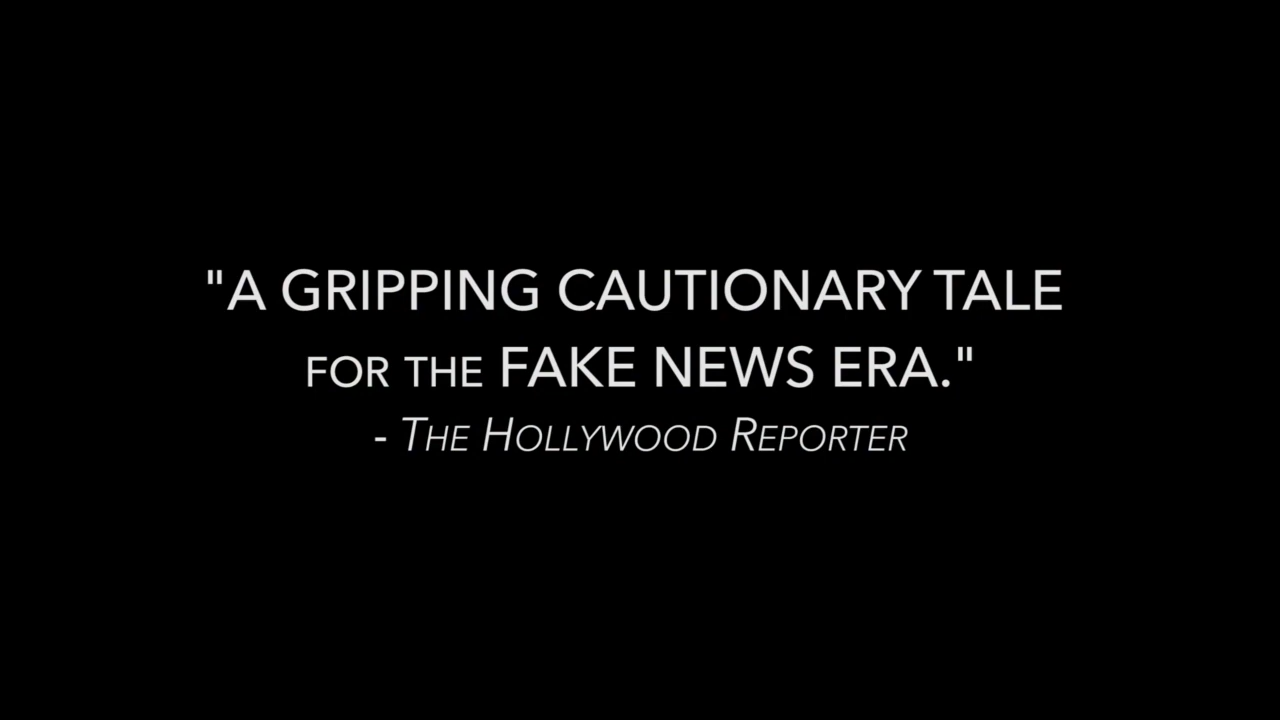 "A GRIPPING CAUTIONARY TALE
FOR THE FAKE NEWS ERA."
- THE HOLLYWOOD REPORTER